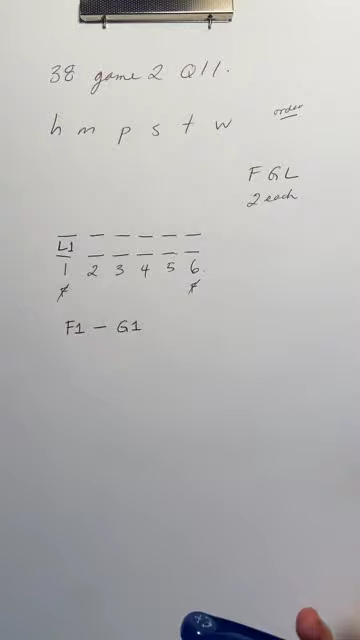 38 game 2 Q11.
h m p s t w
order
F G L
2 each
L1
1 2 3 4 5 6.
F1 - G1